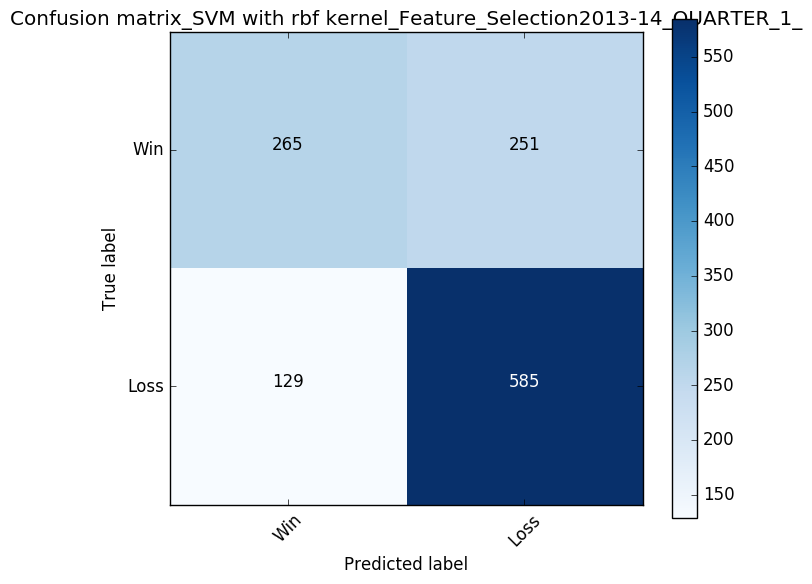 Confusion matrix_SVM with rbf kernel_Feature_Selection2013-14_QUARTER_1_
Win
265
251
Loss
129
585
Win
Loss
True label
Predicted label
550
500
450
400
350
300
250
200
150